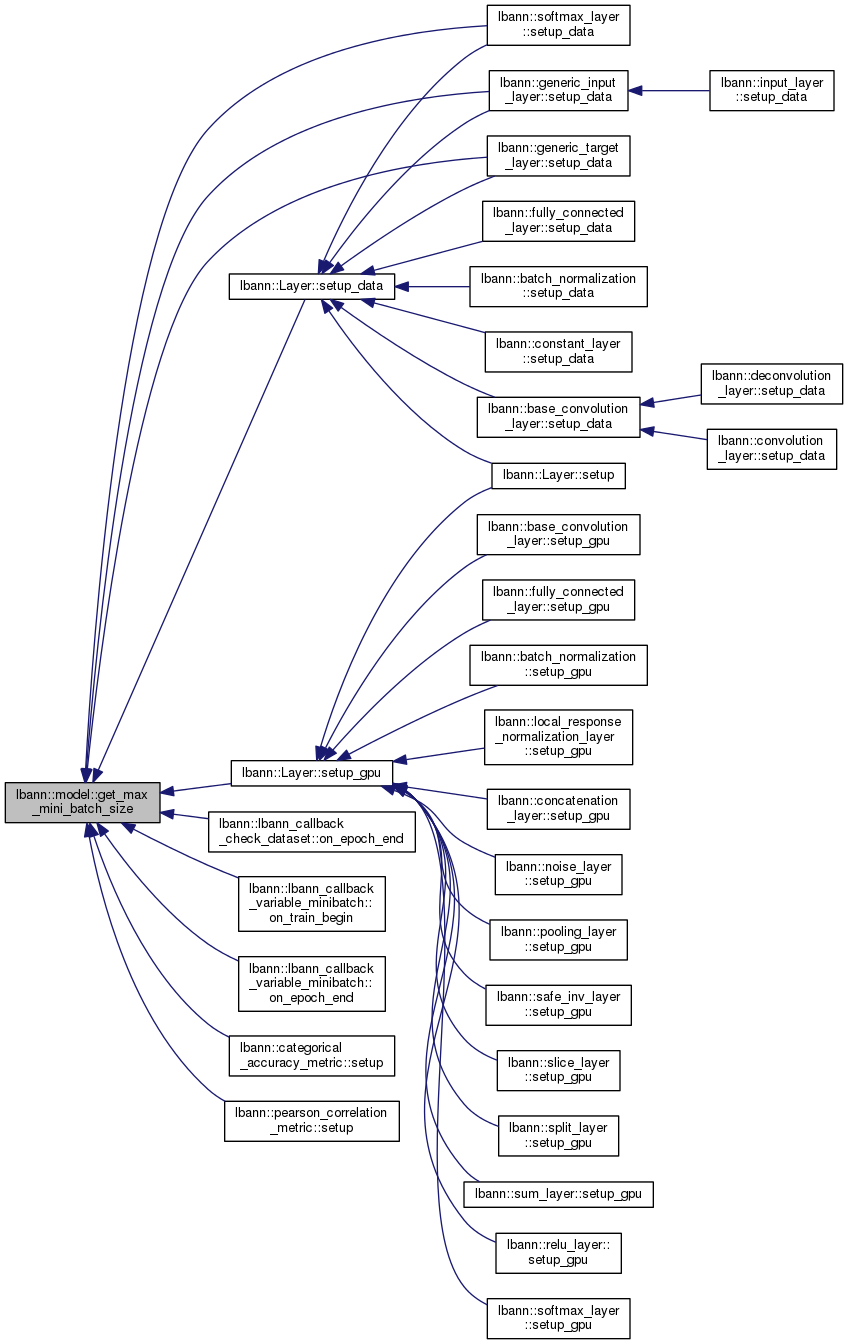 lbann::softmax_layer
::setup_data
lbann::generic_input
_layer::setup_data
lbann::input_layer
::setup_data
lbann::generic_target
_layer::setup_data
lbann::fully_connected
_layer::setup_data
lbann::Layer::setup_data
lbann::batch_normalization
::setup_data
lbann::constant_layer
::setup_data
lbann::deconvolution
_layer::setup_data
lbann::base_convolution
_layer::setup_data
lbann::convolution
_layer::setup_data
lbann::Layer::setup
lbann::base_convolution
_layer::setup_gpu
lbann::fully_connected
_layer::setup_gpu
lbann::batch_normalization
::setup_gpu
lbann::local_response
_normalization_layer
::setup_gpu
lbann::Layer::setup_gpu
lbann::model::get_max
_mini_batch_size
lbann::concatenation
_layer::setup_gpu
lbann::lbann_callback
_check_dataset::on_epoch_end
lbann::noise_layer
::setup_gpu
lbann::lbann_callback
_variable_minibatch::
on_train_begin
lbann::pooling_layer
::setup_gpu
lbann::lbann_callback
_variable_minibatch::
on_epoch_end
lbann::safe_inv_layer
::setup_gpu
lbann::categorical
_accuracy_metric::setup
lbann::slice_layer
::setup_gpu
lbann::pearson_correlation
_metric::setup
lbann::split_layer
::setup_gpu
lbann::sum_layer::setup_gpu
lbann::relu_layer::
setup_gpu
lbann::softmax_layer
::setup_gpu